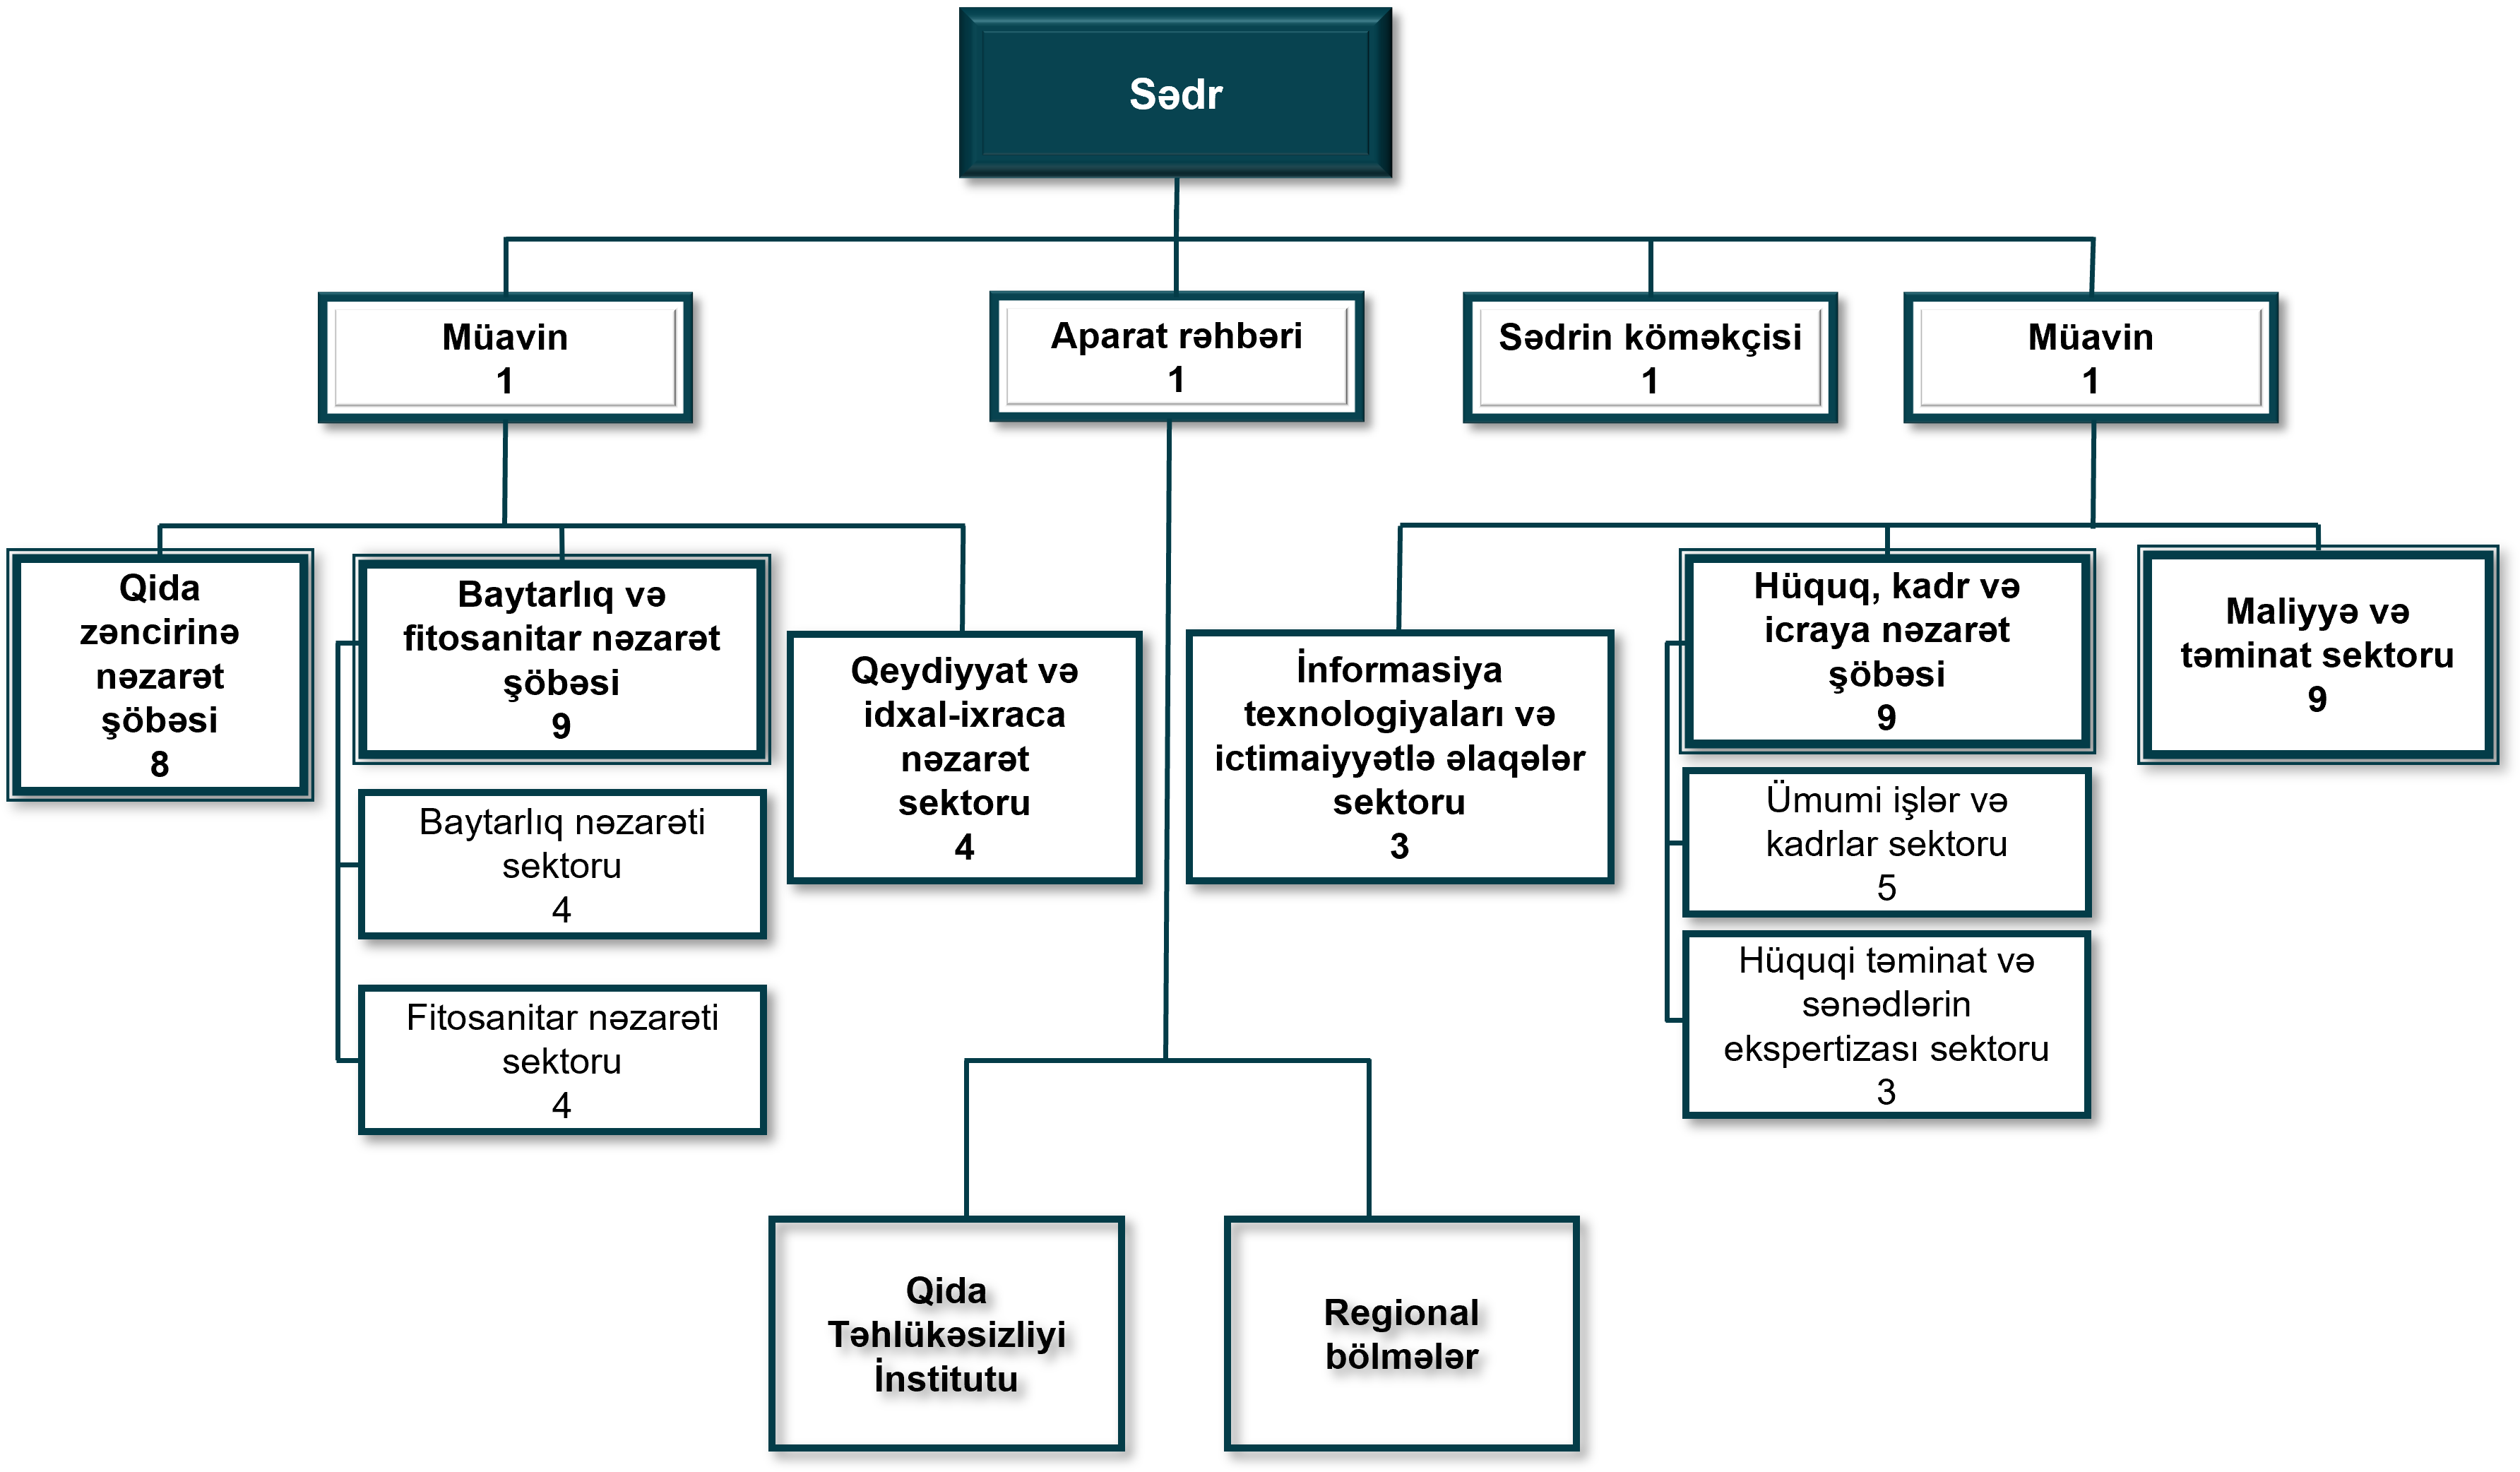 Sədr
Müavin
1
Aparat rəhbəri
1
Sədrin köməkçisi
1
Müavin
1
Qida
zəncirinə
nəzarət
şöbəsi
8
Baytarlıq və
fitosanitar nəzarət
şöbəsi
9
Baytarlıq nəzarəti
sektoru
4
Fitosanitar nəzarəti
sektoru
4
Qeydiyyat və
idxal-ixraca
nəzarət
sektoru
4
İnformasiya
texnologiyaları və
ictimaiyyətlə əlaqələr
sektoru
3
Hüquq, kadr və
icraya nəzarət
şöbəsi
9
Ümumi işlər və
kadrlar sektoru
5
Hüquqi təminat və
sənədlərin
ekspertizası sektoru
3
Maliyyə və
təminat sektoru
9
Qida
Təhlükəsizliyi
İnstitutu
Regional
bölmələr